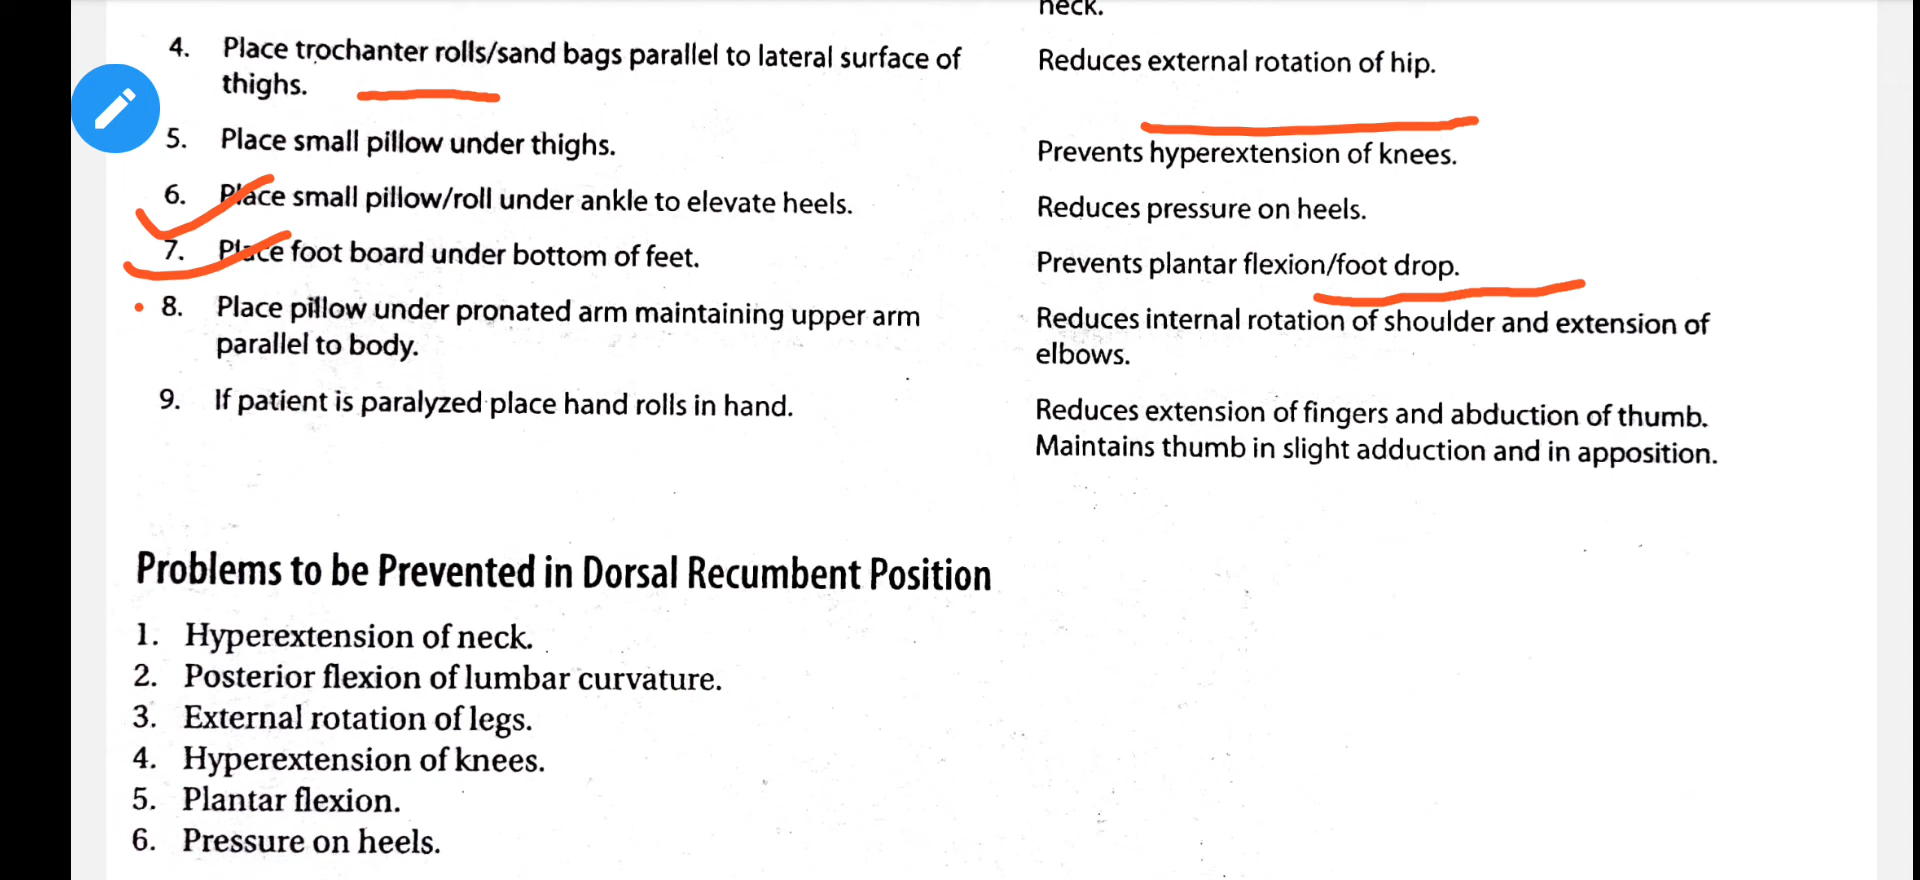 neck.
4. Place trochanter rolls/sand bags parallel to lateral surface of
thighs.
Reduces external rotation of hip.
5. Place small pillow under thighs.
Prevents hyperextension of knees.
6. Place small pillow/roll under ankle to elevate heels.
Reduces pressure on heels.
7. Place foot board under bottom of feet.
Prevents plantar flexion/foot drop.
8. Place pillow under pronated arm maintaining upper arm
parallel to body.
Reduces internal rotation of shoulder and extension of
elbows.
9. If patient is paralyzed place hand rolls in hand.
Reduces extension of fingers and abduction of thumb.
Maintains thumb in slight adduction and in apposition.
Problems to be Prevented in Dorsal Recumbent Position
1. Hyperextension of neck.
2. Posterior flexion of lumbar curvature.
3. External rotation of legs.
4. Hyperextension of knees.
5. Plantar flexion.
6. Pressure on heels.